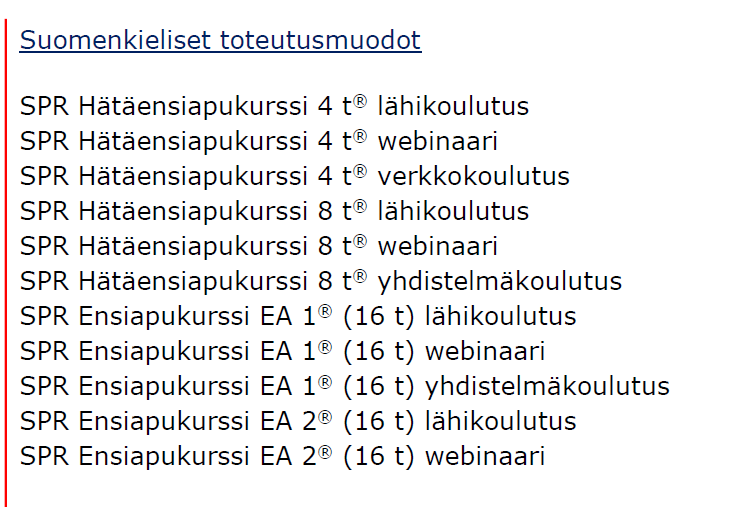 Suomenkieliset toteutusmuodot
SPR Hätäensiapukurssi 4 t® lähikoulutus
SPR Hätäensiapukurssi 4 t® webinaari
SPR Hätäensiapukurssi 4 t® verkkokoulutus
SPR Hätäensiapukurssi 8 t® lähikoulutus
SPR Hätäensiapukurssi 8 t® webinaari
SPR Hätäensiapukurssi 8 t® yhdistelmäkoulutus
SPR Ensiapukurssi EA 1® (16 t) lähikoulutus
SPR Ensiapukurssi EA 1® (16 t) webinaari
SPR Ensiapukurssi EA 1® (16 t) yhdistelmäkoulutus
SPR Ensiapukurssi EA 2® (16 t) lähikoulutus
SPR Ensiapukurssi EA 2® (16 t) webinaari